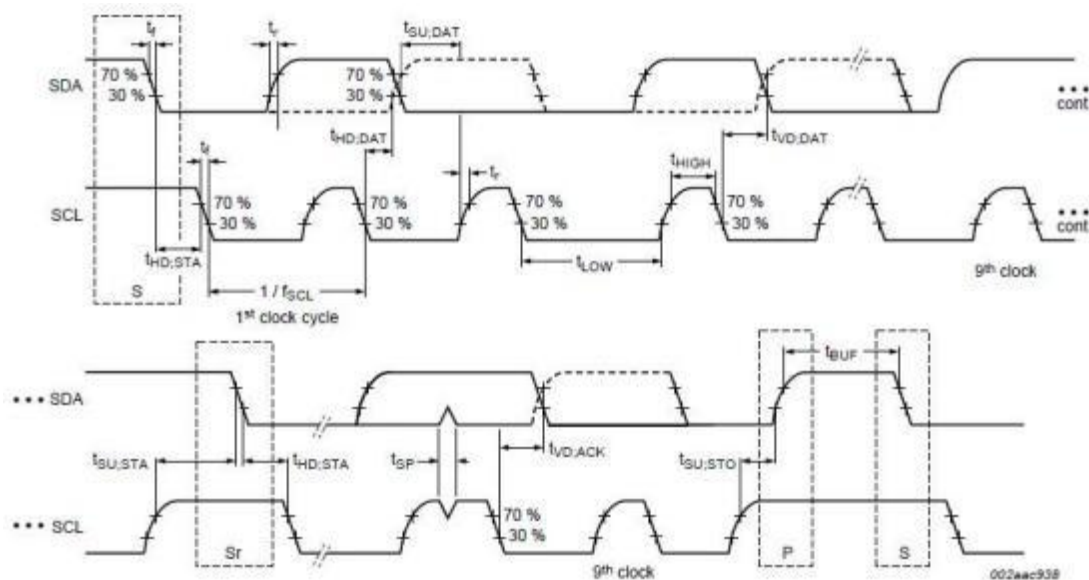 tf tr tSU;DAT
SDA 70 % 30 % 70 % 30 % cont
tHD;DAT tVD;DAT
tf tr tHIGH
SCL 70 % 30 % 70 % 30 % 70 % 30 % 70 % 30 % cont
tHD;STA tLOW
9th clock
S 1 / fSCL
1st clock cycle
tBUF
••• SDA
tSU;STA tHD;STA tSP tVD;ACK tSU;STO
70 %
••• SCL 30 %
Sr P S
9th clock 002aac938